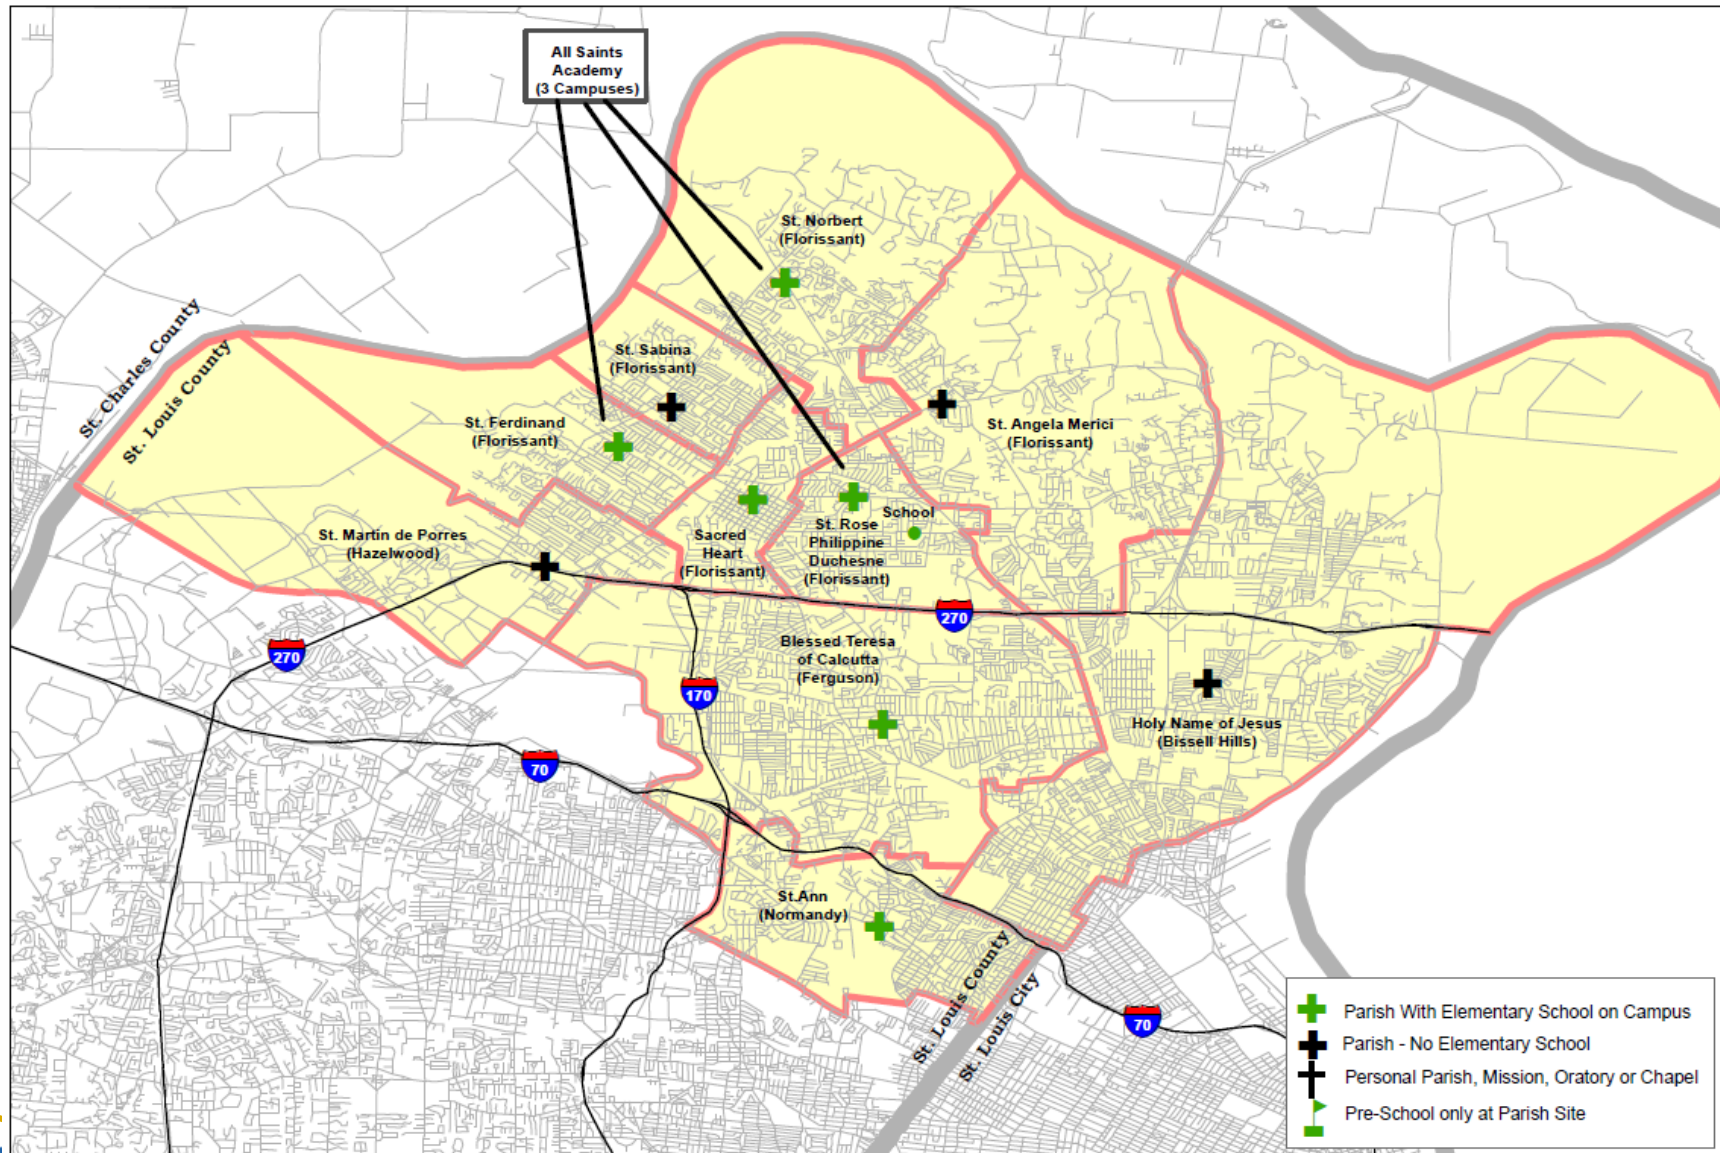 All Saints
Academy
(3 Campuses)
St. Norbert
(Florissant)
St. Charles County
St. Louis County
St. Sabina
(Florissant)
St. Ferdinand
(Florissant)
St. Angela Merici
(Florissant)
St. Martin de Porres
(Hazelwood)
Sacred
Heart
(Florissant)
School
St. Rose
Philippine
Duchesne
(Florissant)
270
270
Blessed Teresa
of Calcutta
(Ferguson)
170
Holy Name of Jesus
(Bissell Hills)
70
St.Ann
(Normandy)
St. Louis County
St. Louis City
70
Parish With Elementary School on Campus
Parish - No Elementary School
Personal Parish, Mission, Oratory or Chapel
Pre-School only at Parish Site